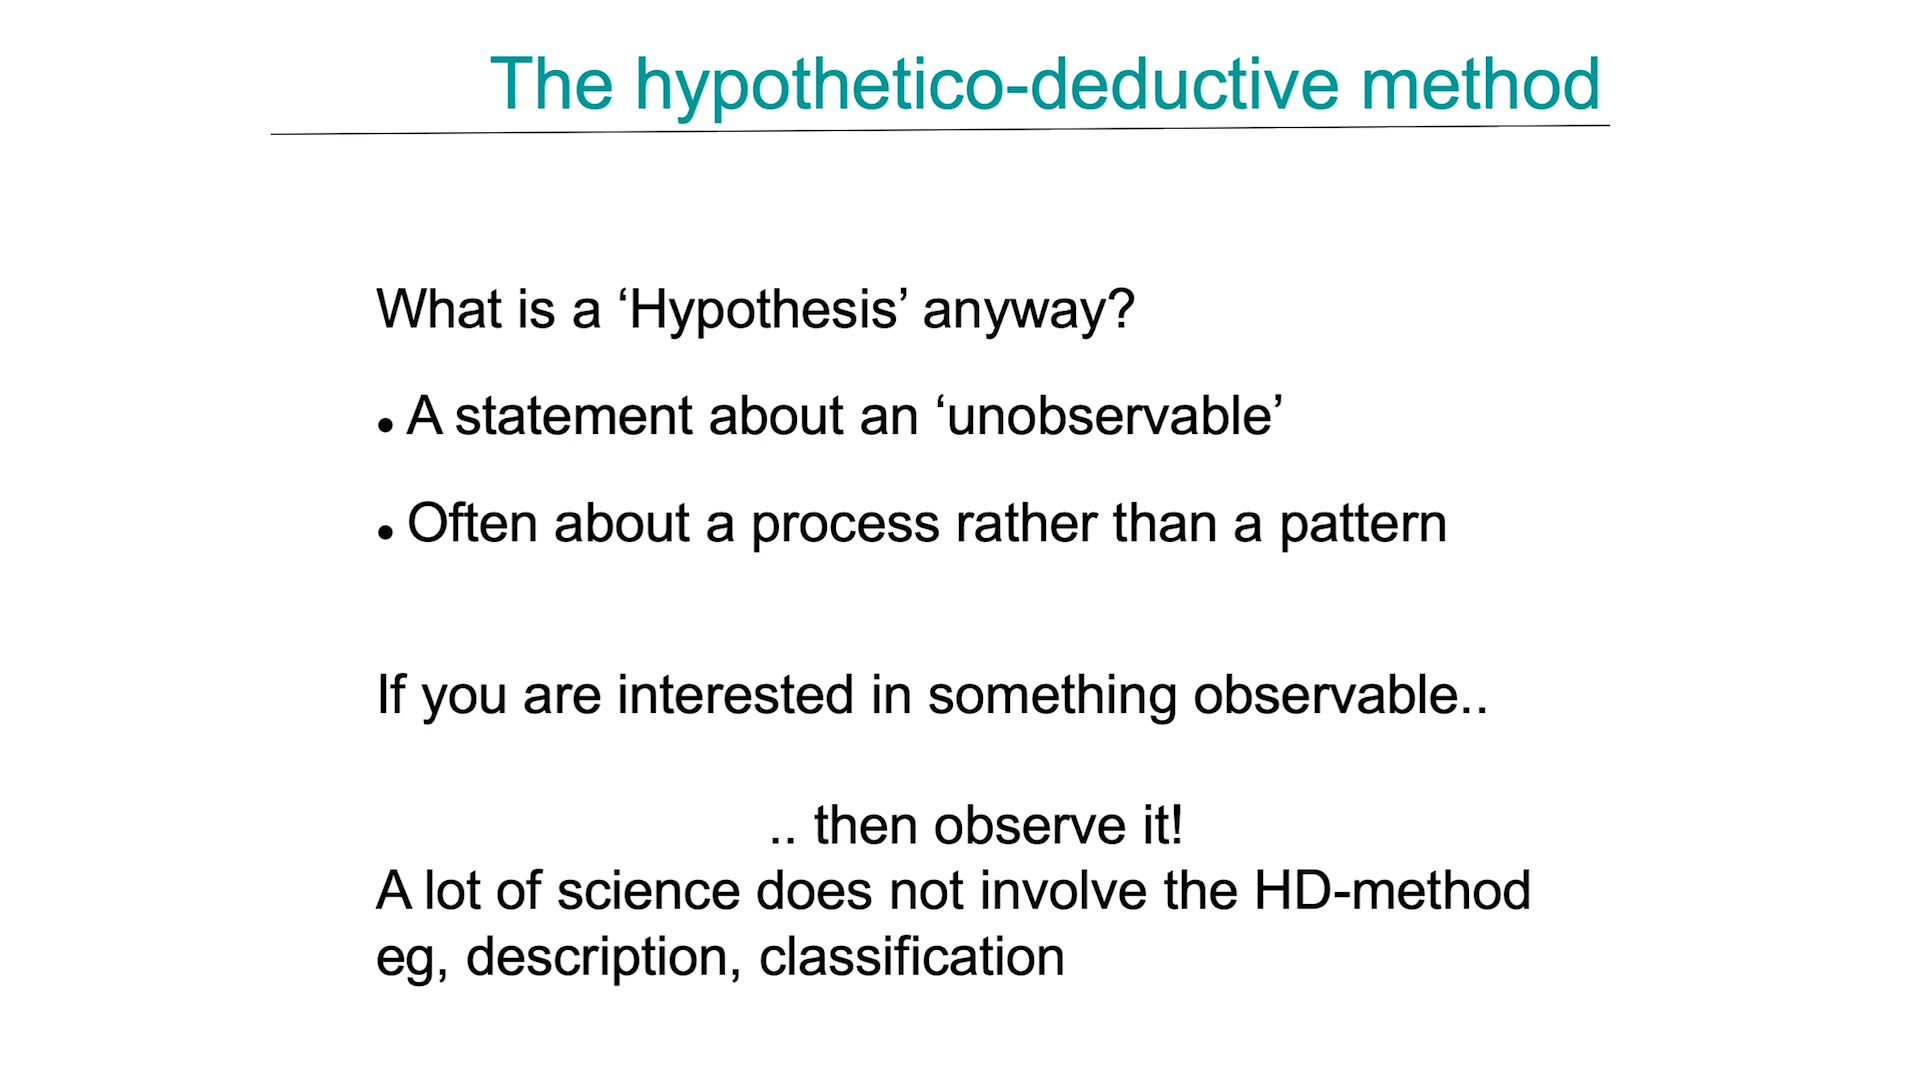 The hypothetico-deductive method
What is a ‘Hypothesis’ anyway?
• A statement about an ‘unobservable’
• Often about a process rather than a pattern
If you are interested in something observable..
.. then observe it!
A lot of science does not involve the HD-method
eg, description, classification